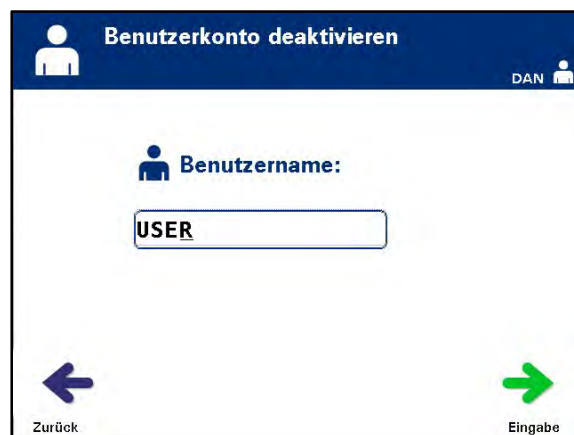 Benutzerkonto deaktivieren
DAN
Benutzername:
USER
Zurück
Eingabe